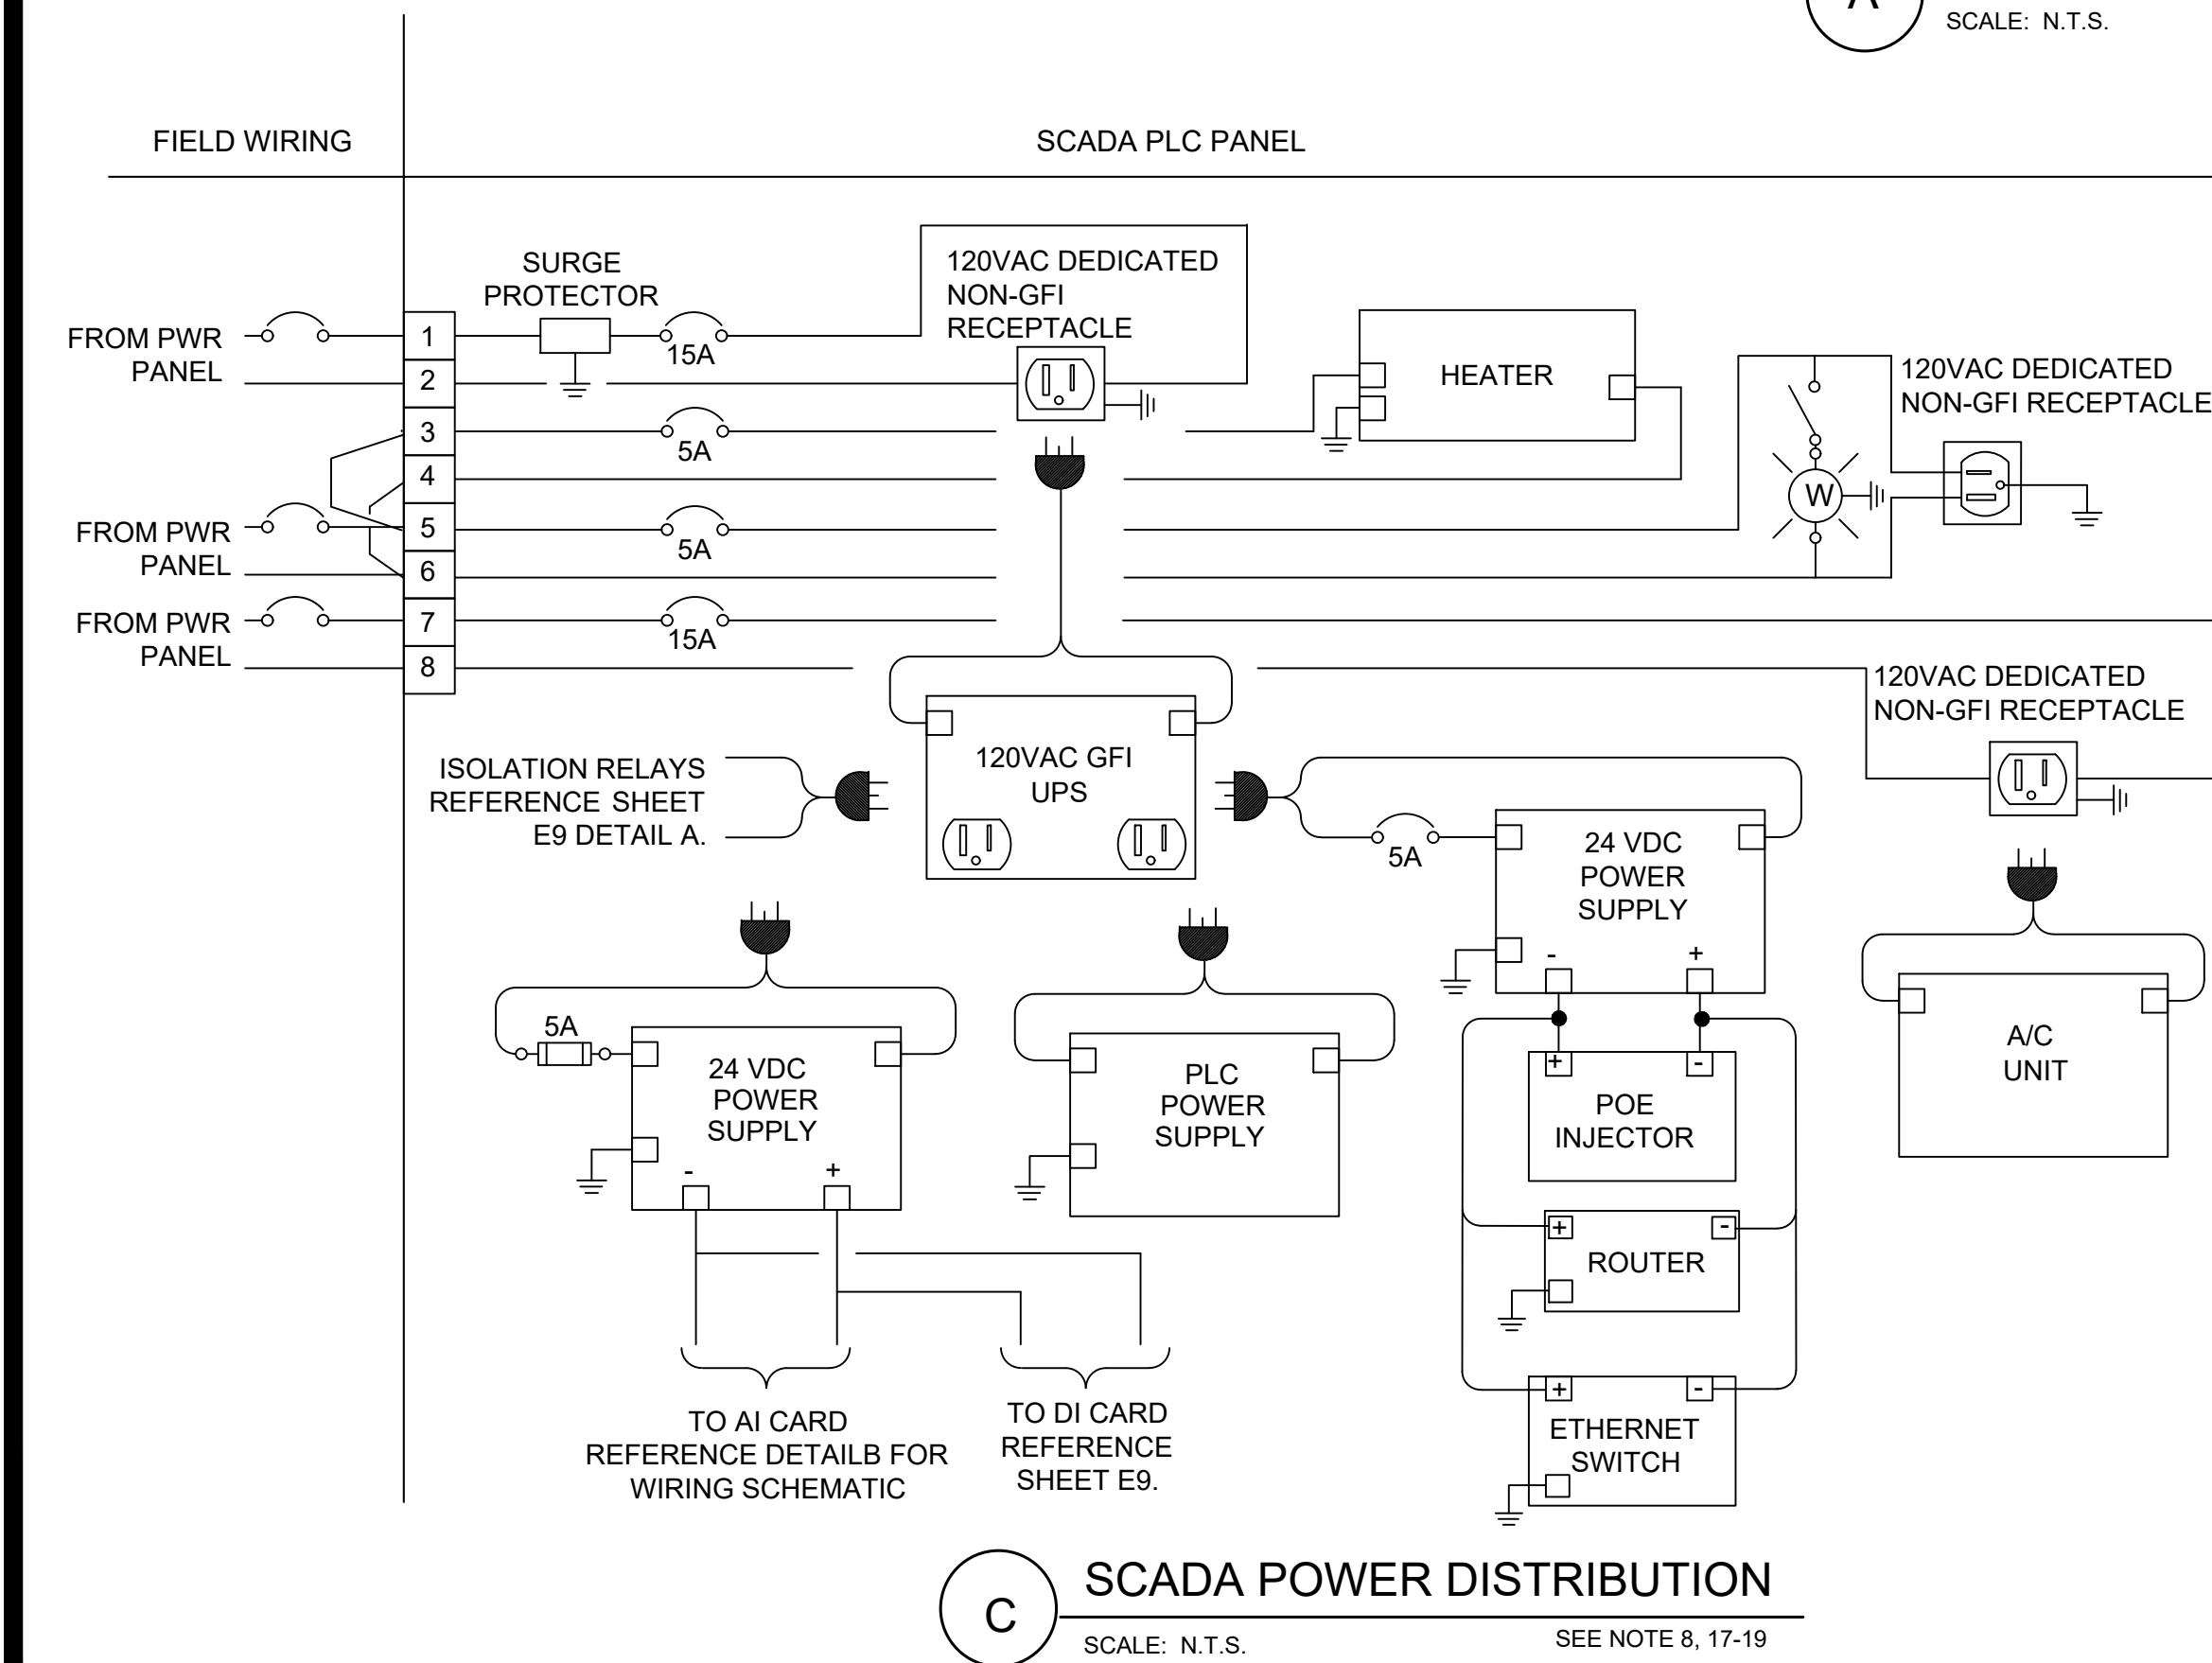 A
SCALE: N.T.S.
FIELD WIRING
SCADA PLC PANEL
SURGE
PROTECTOR
120VAC DEDICATED
NON-GFI
RECEPTACLE
FROM PWR
PANEL
1
15A
2
3
5A
4
HEATER
120VAC DEDICATED
NON-GFI RECEPTACLE
W
FROM PWR
PANEL
5
5A
6
FROM PWR
PANEL
7
15A
8
120VAC DEDICATED
NON-GFI RECEPTACLE
ISOLATION RELAYS
REFERENCE SHEET
E9 DETAIL A.
120VAC GFI
UPS
5A
24 VDC
POWER
SUPPLY
- +
5A
24 VDC
POWER
SUPPLY
- +
PLC
POWER
SUPPLY
+ -
POE
INJECTOR
A/C
UNIT
+ -
ROUTER
+ -
ETHERNET
SWITCH
TO AI CARD
REFERENCE DETAILB FOR
WIRING SCHEMATIC
TO DI CARD
REFERENCE
SHEET E9.
C
SCADA POWER DISTRIBUTION
SCALE: N.T.S.
SEE NOTE 8, 17-19